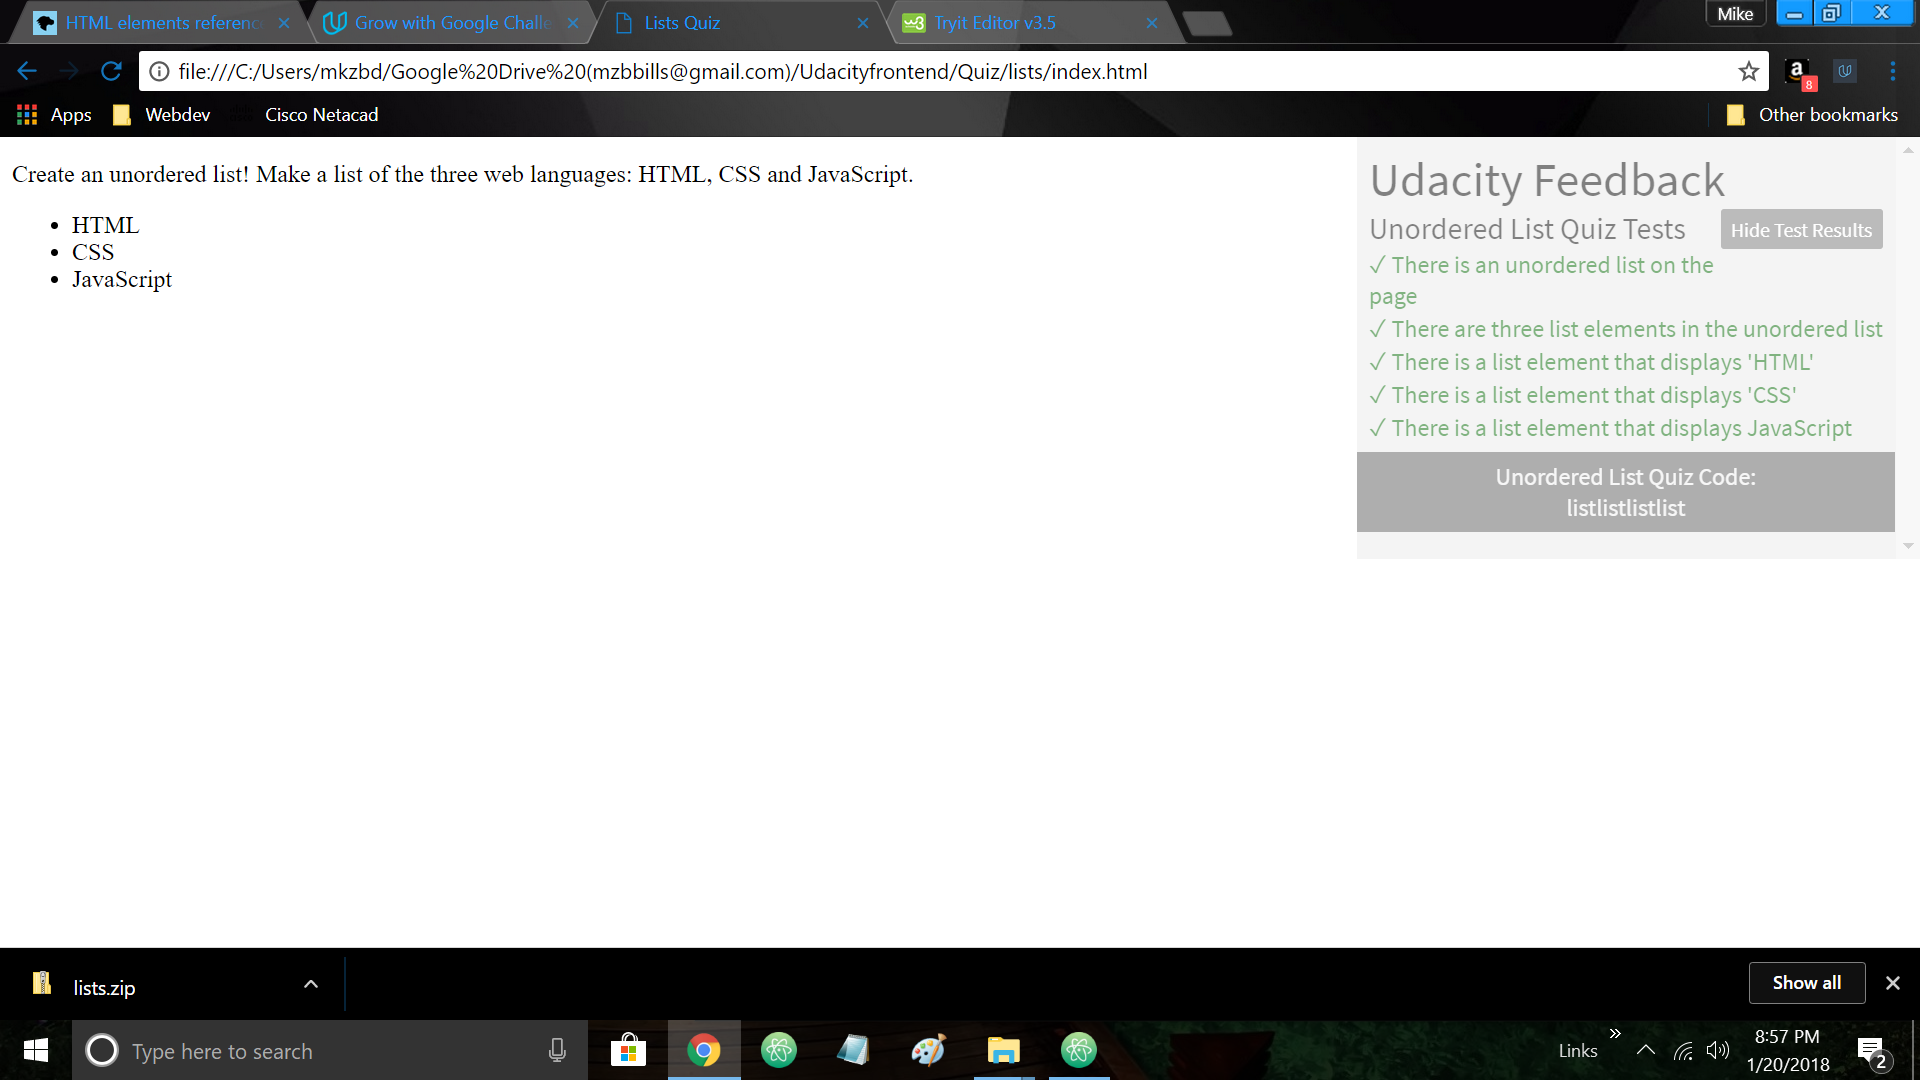 HTML elements reference
Grow with Google Challe
Lists Quiz
Tryit Editor v3.5
Mike
file:///C:/Users/mkzbd/Google%20Drive%20(mzbbills@gmail.com)/Udacityfrontend/Quiz/lists/index.html
8
Apps
Webdev
Cisco Netacad
Other bookmarks
Create an unordered list! Make a list of the three web languages: HTML, CSS and JavaScript.
• HTML
• CSS
• JavaScript
Udacity Feedback
Unordered List Quiz Tests
Hide Test Results
✓ There is an unordered list on the
page
✓ There are three list elements in the unordered list
✓ There is a list element that displays 'HTML'
✓ There is a list element that displays 'CSS'
✓ There is a list element that displays JavaScript
Unordered List Quiz Code:
listlistlistlist
lists.zip
Show all
Type here to search
Links
8:57 PM
1/20/2018
2